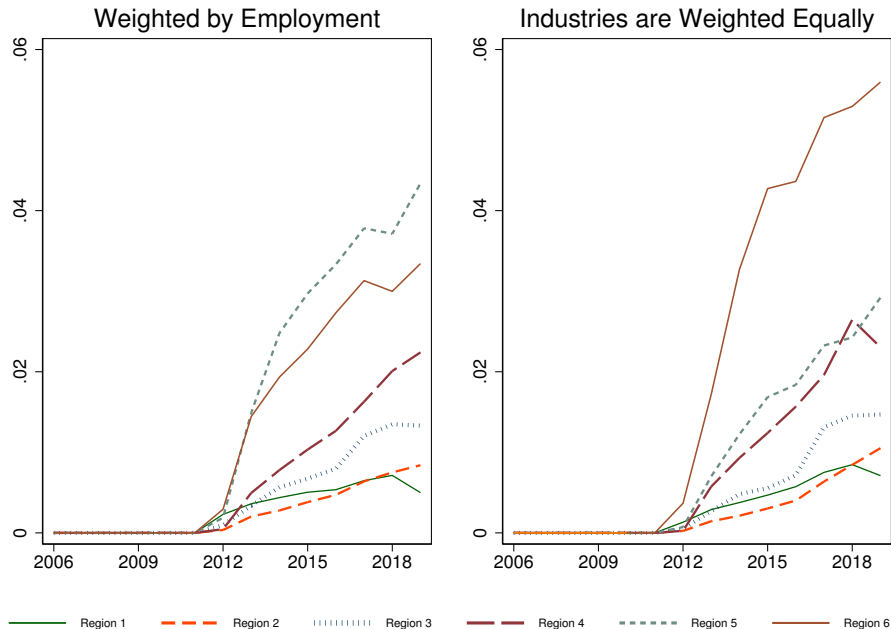 Weighted by Employment
.06
.04
.02
0
2006 2009 2012 2015 2018
Industries are Weighted Equally
.06
.04
.02
0
2006 2009 2012 2015 2018
Region 1 Region 2 Region 3 Region 4 Region 5 Region 6